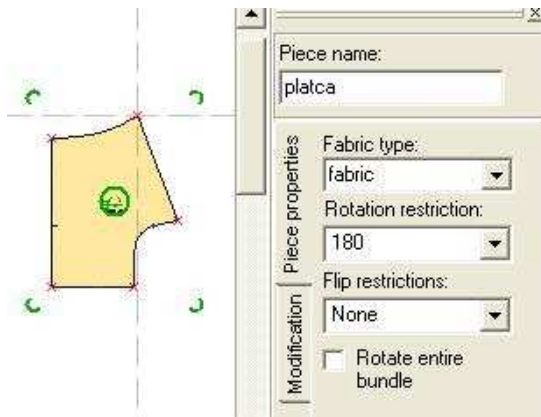 Piece name:
platca
Piece properties
Fabric type:
fabric
Rotation restriction:
180
Flip restrictions:
None
Modification
Rotate entire
bundle